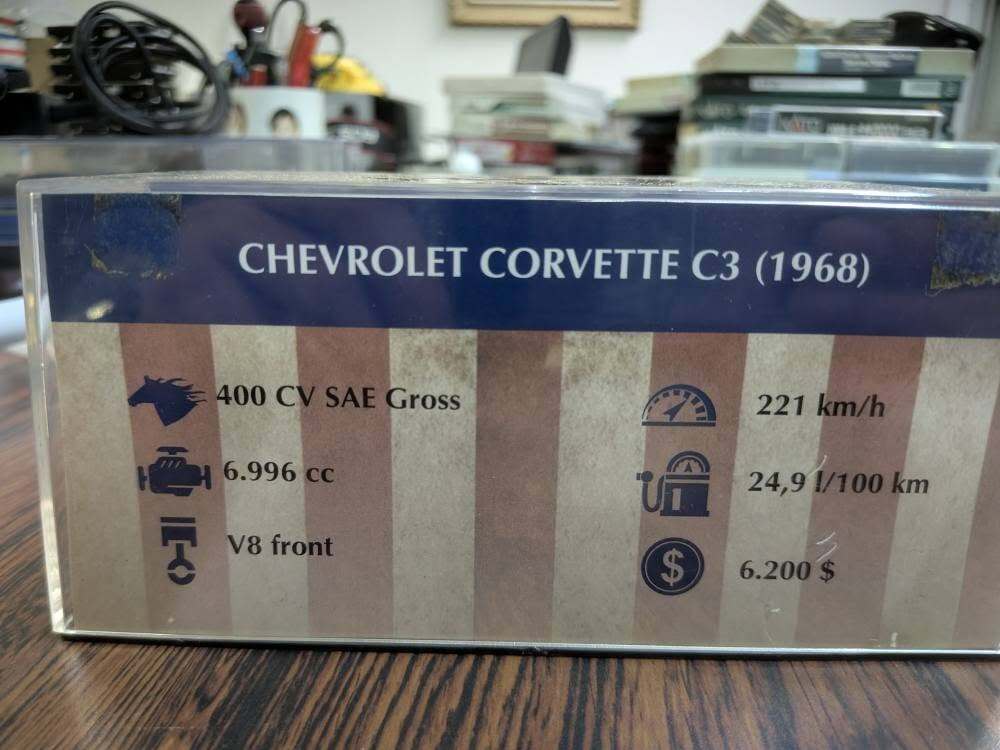 CHEVROLET CORVETTE C3 (1968)
400 CV SAE Gross
6.996 cc
V8 front
221 km/h
24,9 l/100 km
6.200 $